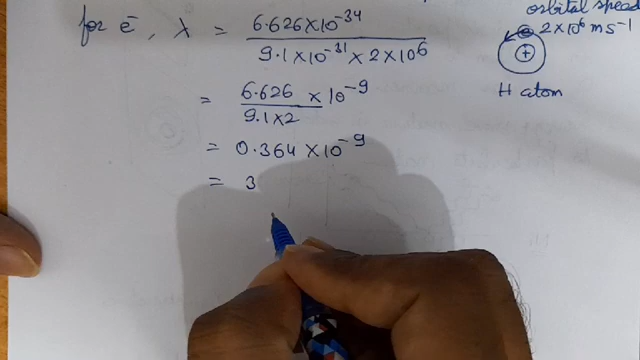 orbital speed
2×10⁶ ms⁻¹
H atom
for e⁻, λ = 6.626×10⁻³⁴ / 9.1×10⁻³¹ × 2×10⁶
= 6.626 × 10⁻⁹ / 9.1×2
= 0.364 × 10⁻⁹
= 3